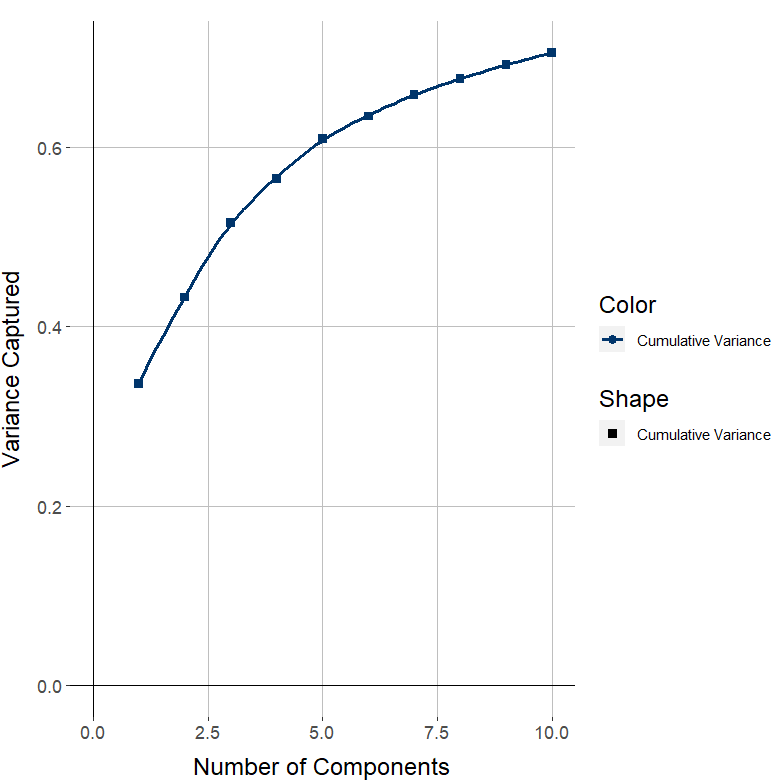 Variance Captured
0.6
0.4
0.2
0.0
0.0 2.5 5.0 7.5 10.0
Number of Components
Color
Cumulative Variance
Shape
Cumulative Variance